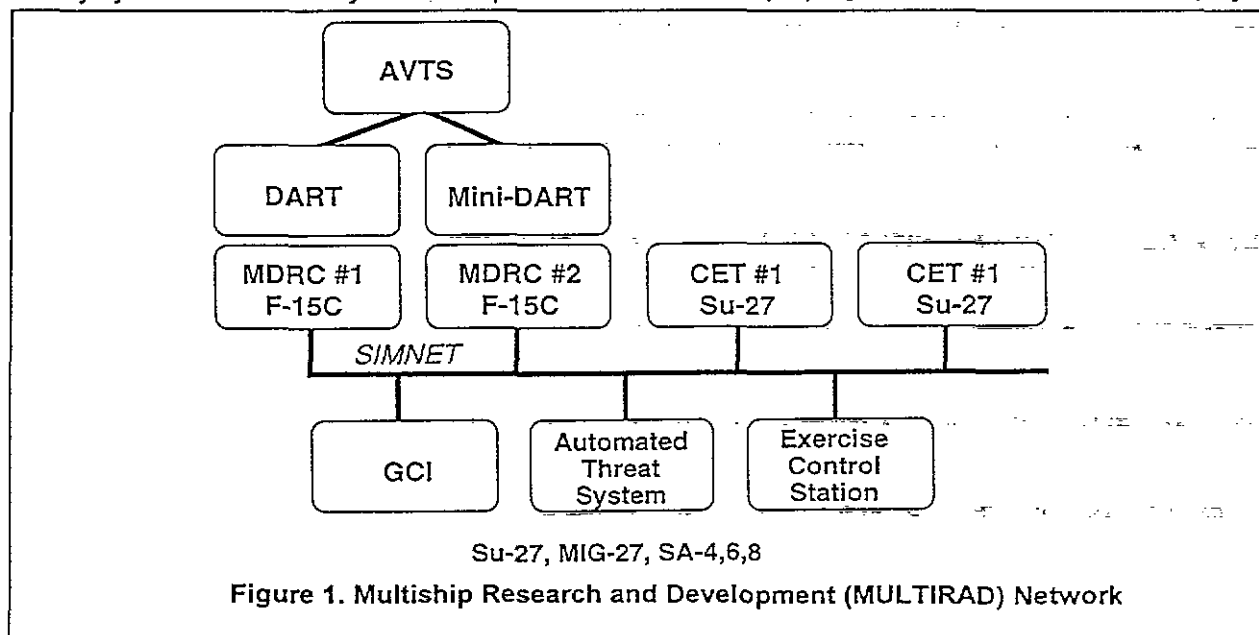 AVTS
DART
Mini-DART
MDRC #1
F-15C
MDRC #2
F-15C
CET #1
Su-27
CET #1
Su-27
SIMNET
GCI
Automated
Threat
System
Exercise
Control
Station
Su-27, MIG-27, SA-4,6,8
Figure 1. Multiship Research and Development (MULTIRAD) Network